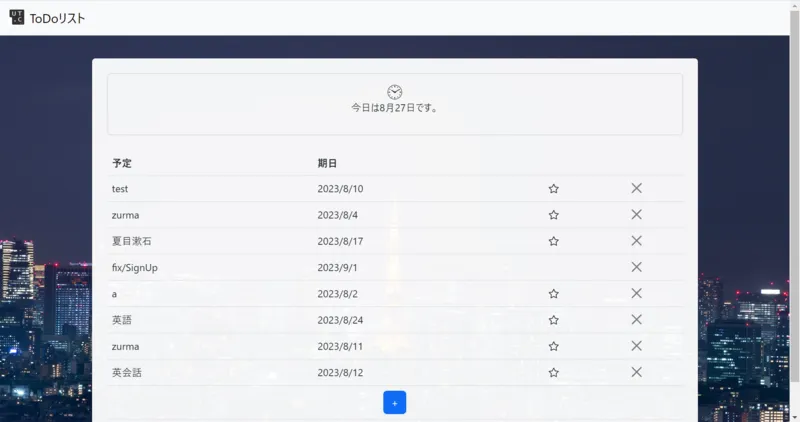 UT
.C
ToDoリスト
今日は8月27日です。
予定 期日
test 2023/8/10
zurma 2023/8/4
夏目漱石 2023/8/17
fix/SignUp 2023/9/1
a 2023/8/2
英語 2023/8/24
zurma 2023/8/11
英会話 2023/8/12
+